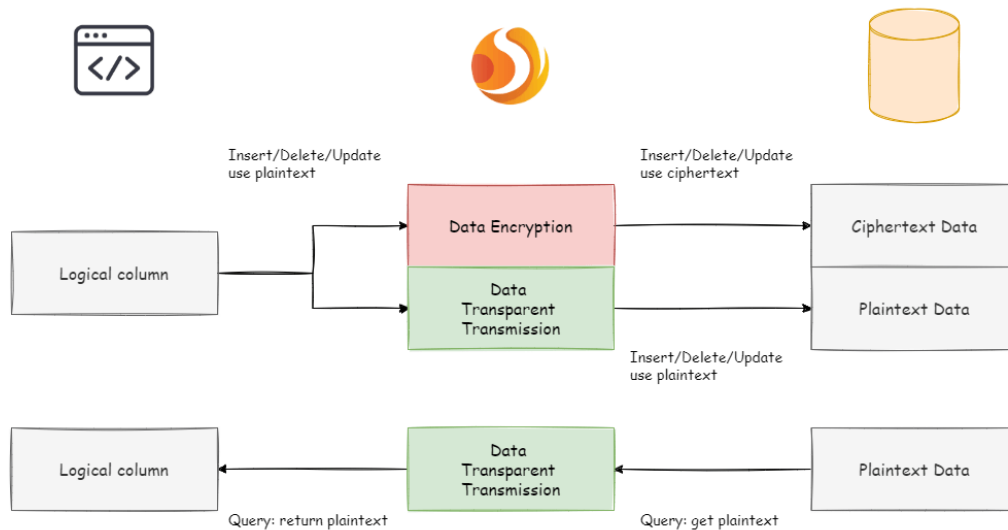 </>
Insert/Delete/Update
use plaintext
Insert/Delete/Update
use ciphertext
Logical column
Data Encryption
Ciphertext Data
Data
Transparent
Transmission
Plaintext Data
Insert/Delete/Update
use plaintext
Logical column
Data
Transparent
Transmission
Plaintext Data
Query: return plaintext
Query: get plaintext